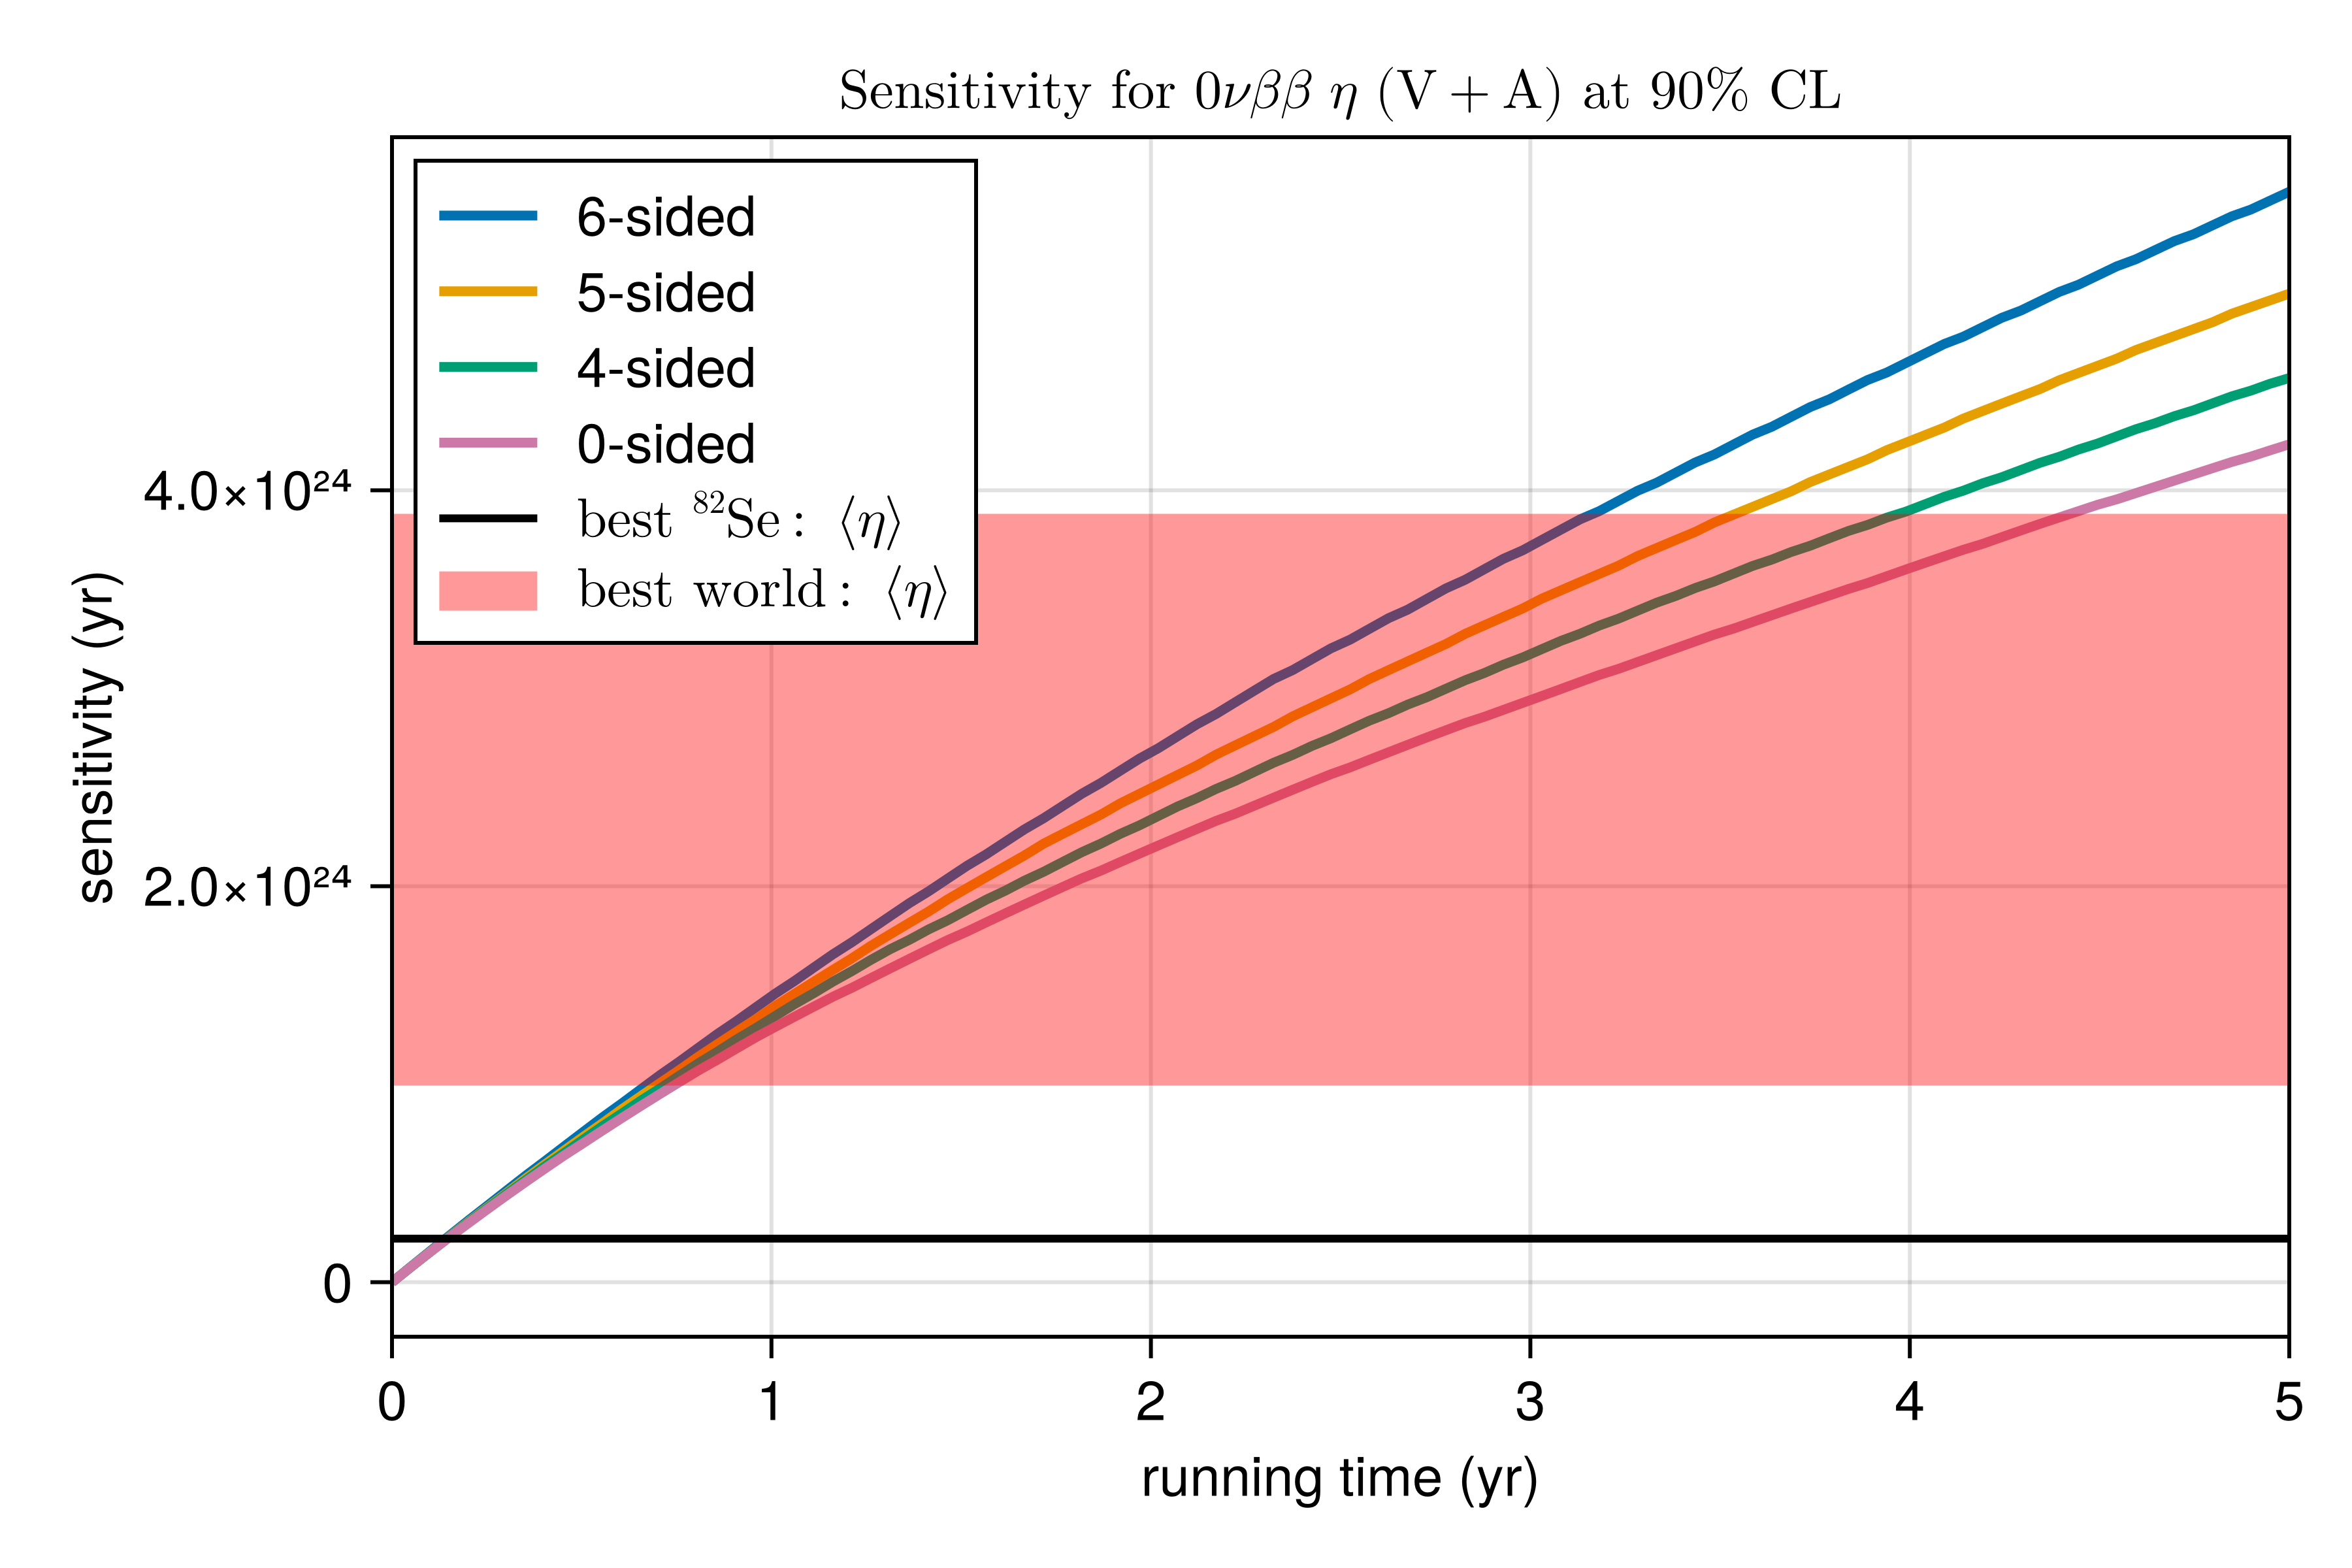 Sensitivity for 0νββ η (V + A) at 90% CL
6-sided
5-sided
4-sided
0-sided
best ⁸²Se: ⟨η⟩
best world: ⟨η⟩
sensitivity (yr)
4.0×10²⁴
2.0×10²⁴
0
0 1 2 3 4 5
running time (yr)